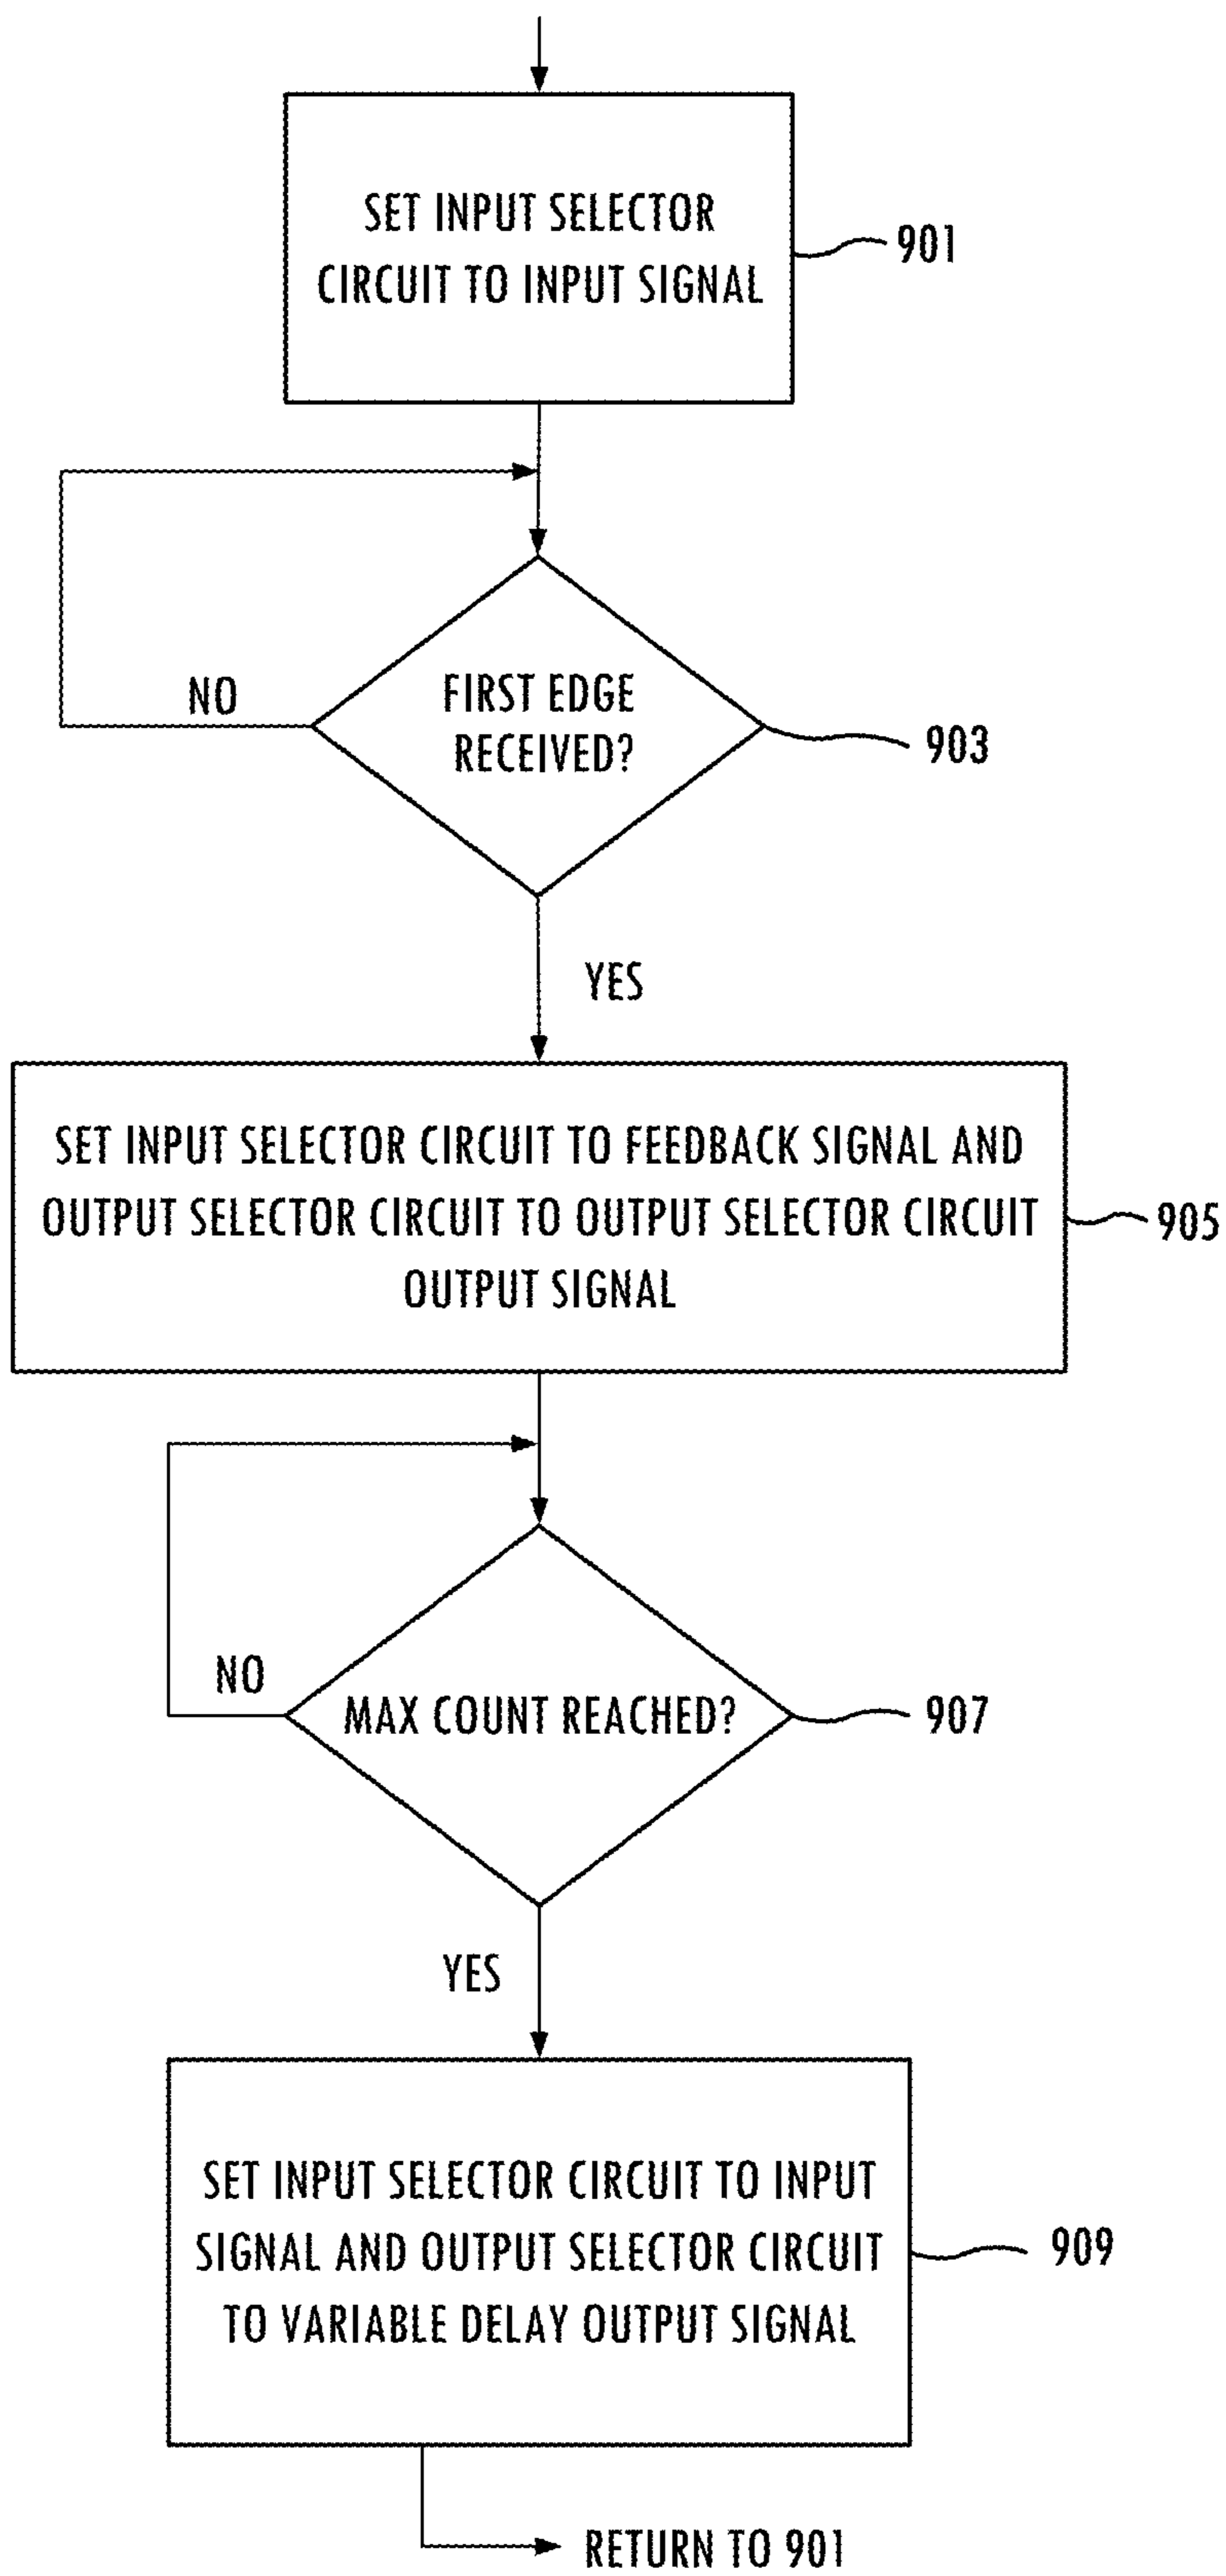 SET INPUT SELECTOR
CIRCUIT TO INPUT SIGNAL
901
FIRST EDGE
RECEIVED?
903
NO
YES
SET INPUT SELECTOR CIRCUIT TO FEEDBACK SIGNAL AND
OUTPUT SELECTOR CIRCUIT TO OUTPUT SELECTOR CIRCUIT
OUTPUT SIGNAL
905
NO
MAX COUNT REACHED?
907
YES
SET INPUT SELECTOR CIRCUIT TO INPUT
SIGNAL AND OUTPUT SELECTOR CIRCUIT
TO VARIABLE DELAY OUTPUT SIGNAL
909
RETURN TO 901